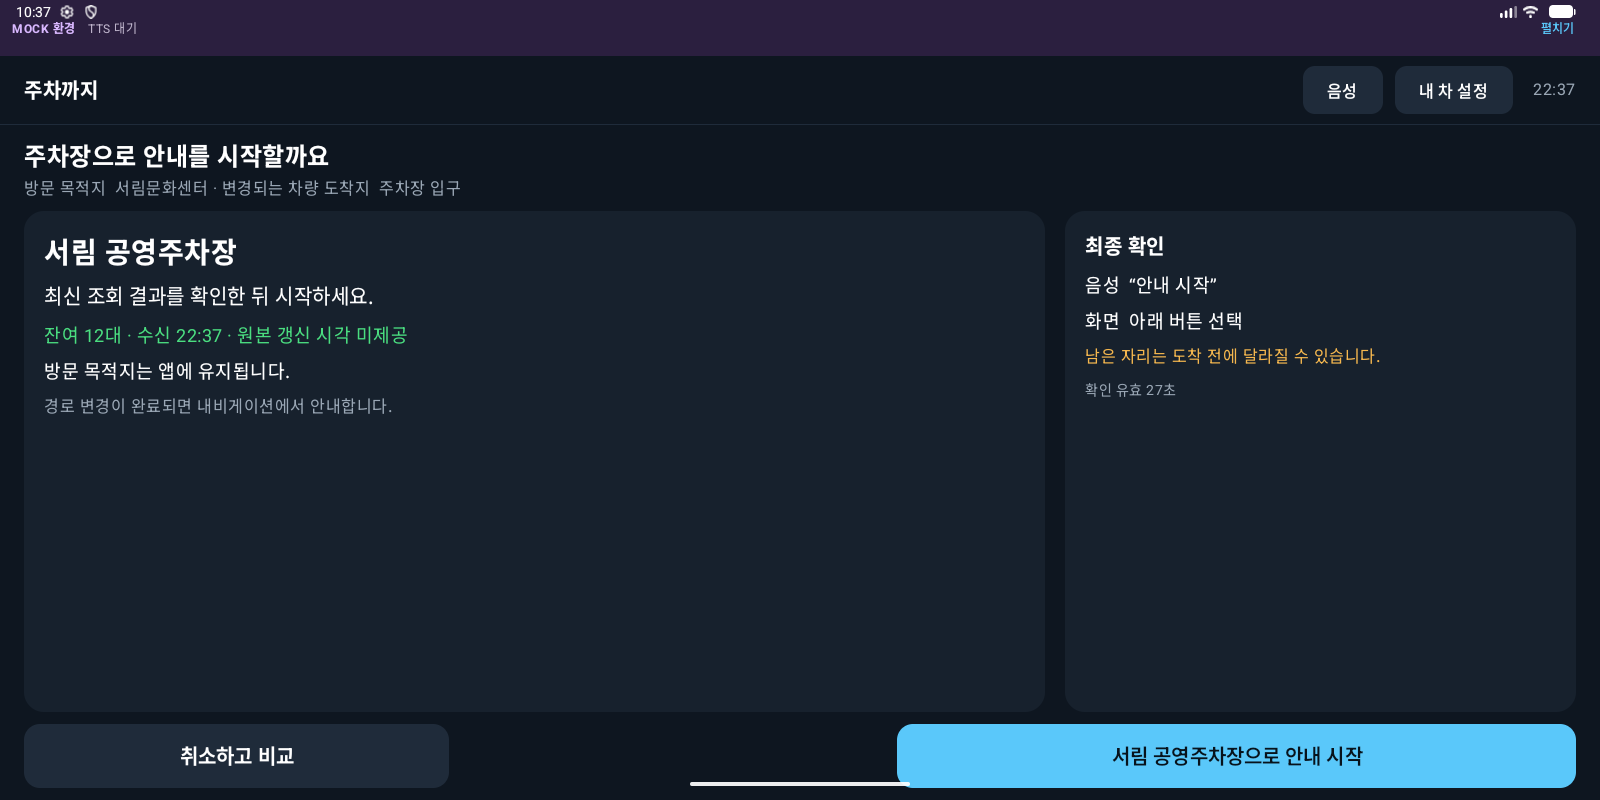 10:37
MOCK 환경 TTS 대기
펼치기
주차까지
음성
내 차 설정
22:37
주차장으로 안내를 시작할까요
방문 목적지 서림문화센터 · 변경되는 차량 도착지 주차장 입구
서림 공영주차장
최신 조회 결과를 확인한 뒤 시작하세요.
잔여 12대 · 수신 22:37 · 원본 갱신 시각 미제공
방문 목적지는 앱에 유지됩니다.
경로 변경이 완료되면 내비게이션에서 안내합니다.
최종 확인
음성 “안내 시작”
화면 아래 버튼 선택
남은 자리는 도착 전에 달라질 수 있습니다.
확인 유효 27초
취소하고 비교
서림 공영주차장으로 안내 시작